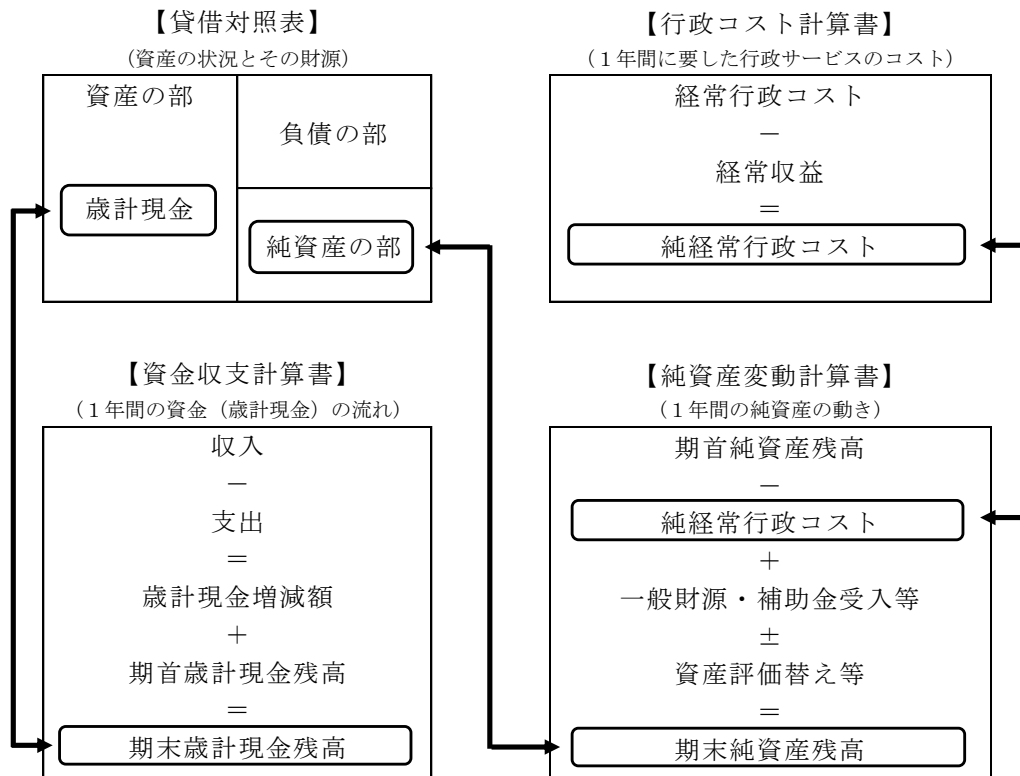 【貸借対照表】
（資産の状況とその財源）
資産の部
負債の部
歳計現金
純資産の部
【行政コスト計算書】
（１年間に要した行政サービスのコスト）
経常行政コスト
－
経常収益
＝
純経常行政コスト
【資金収支計算書】
（１年間の資金（歳計現金）の流れ）
収入
－
支出
＝
歳計現金増減額
＋
期首歳計現金残高
＝
期末歳計現金残高
【純資産変動計算書】
（１年間の純資産の動き）
期首純資産残高
－
純経常行政コスト
＋
一般財源・補助金受入等
±
資産評価替え等
＝
期末純資産残高